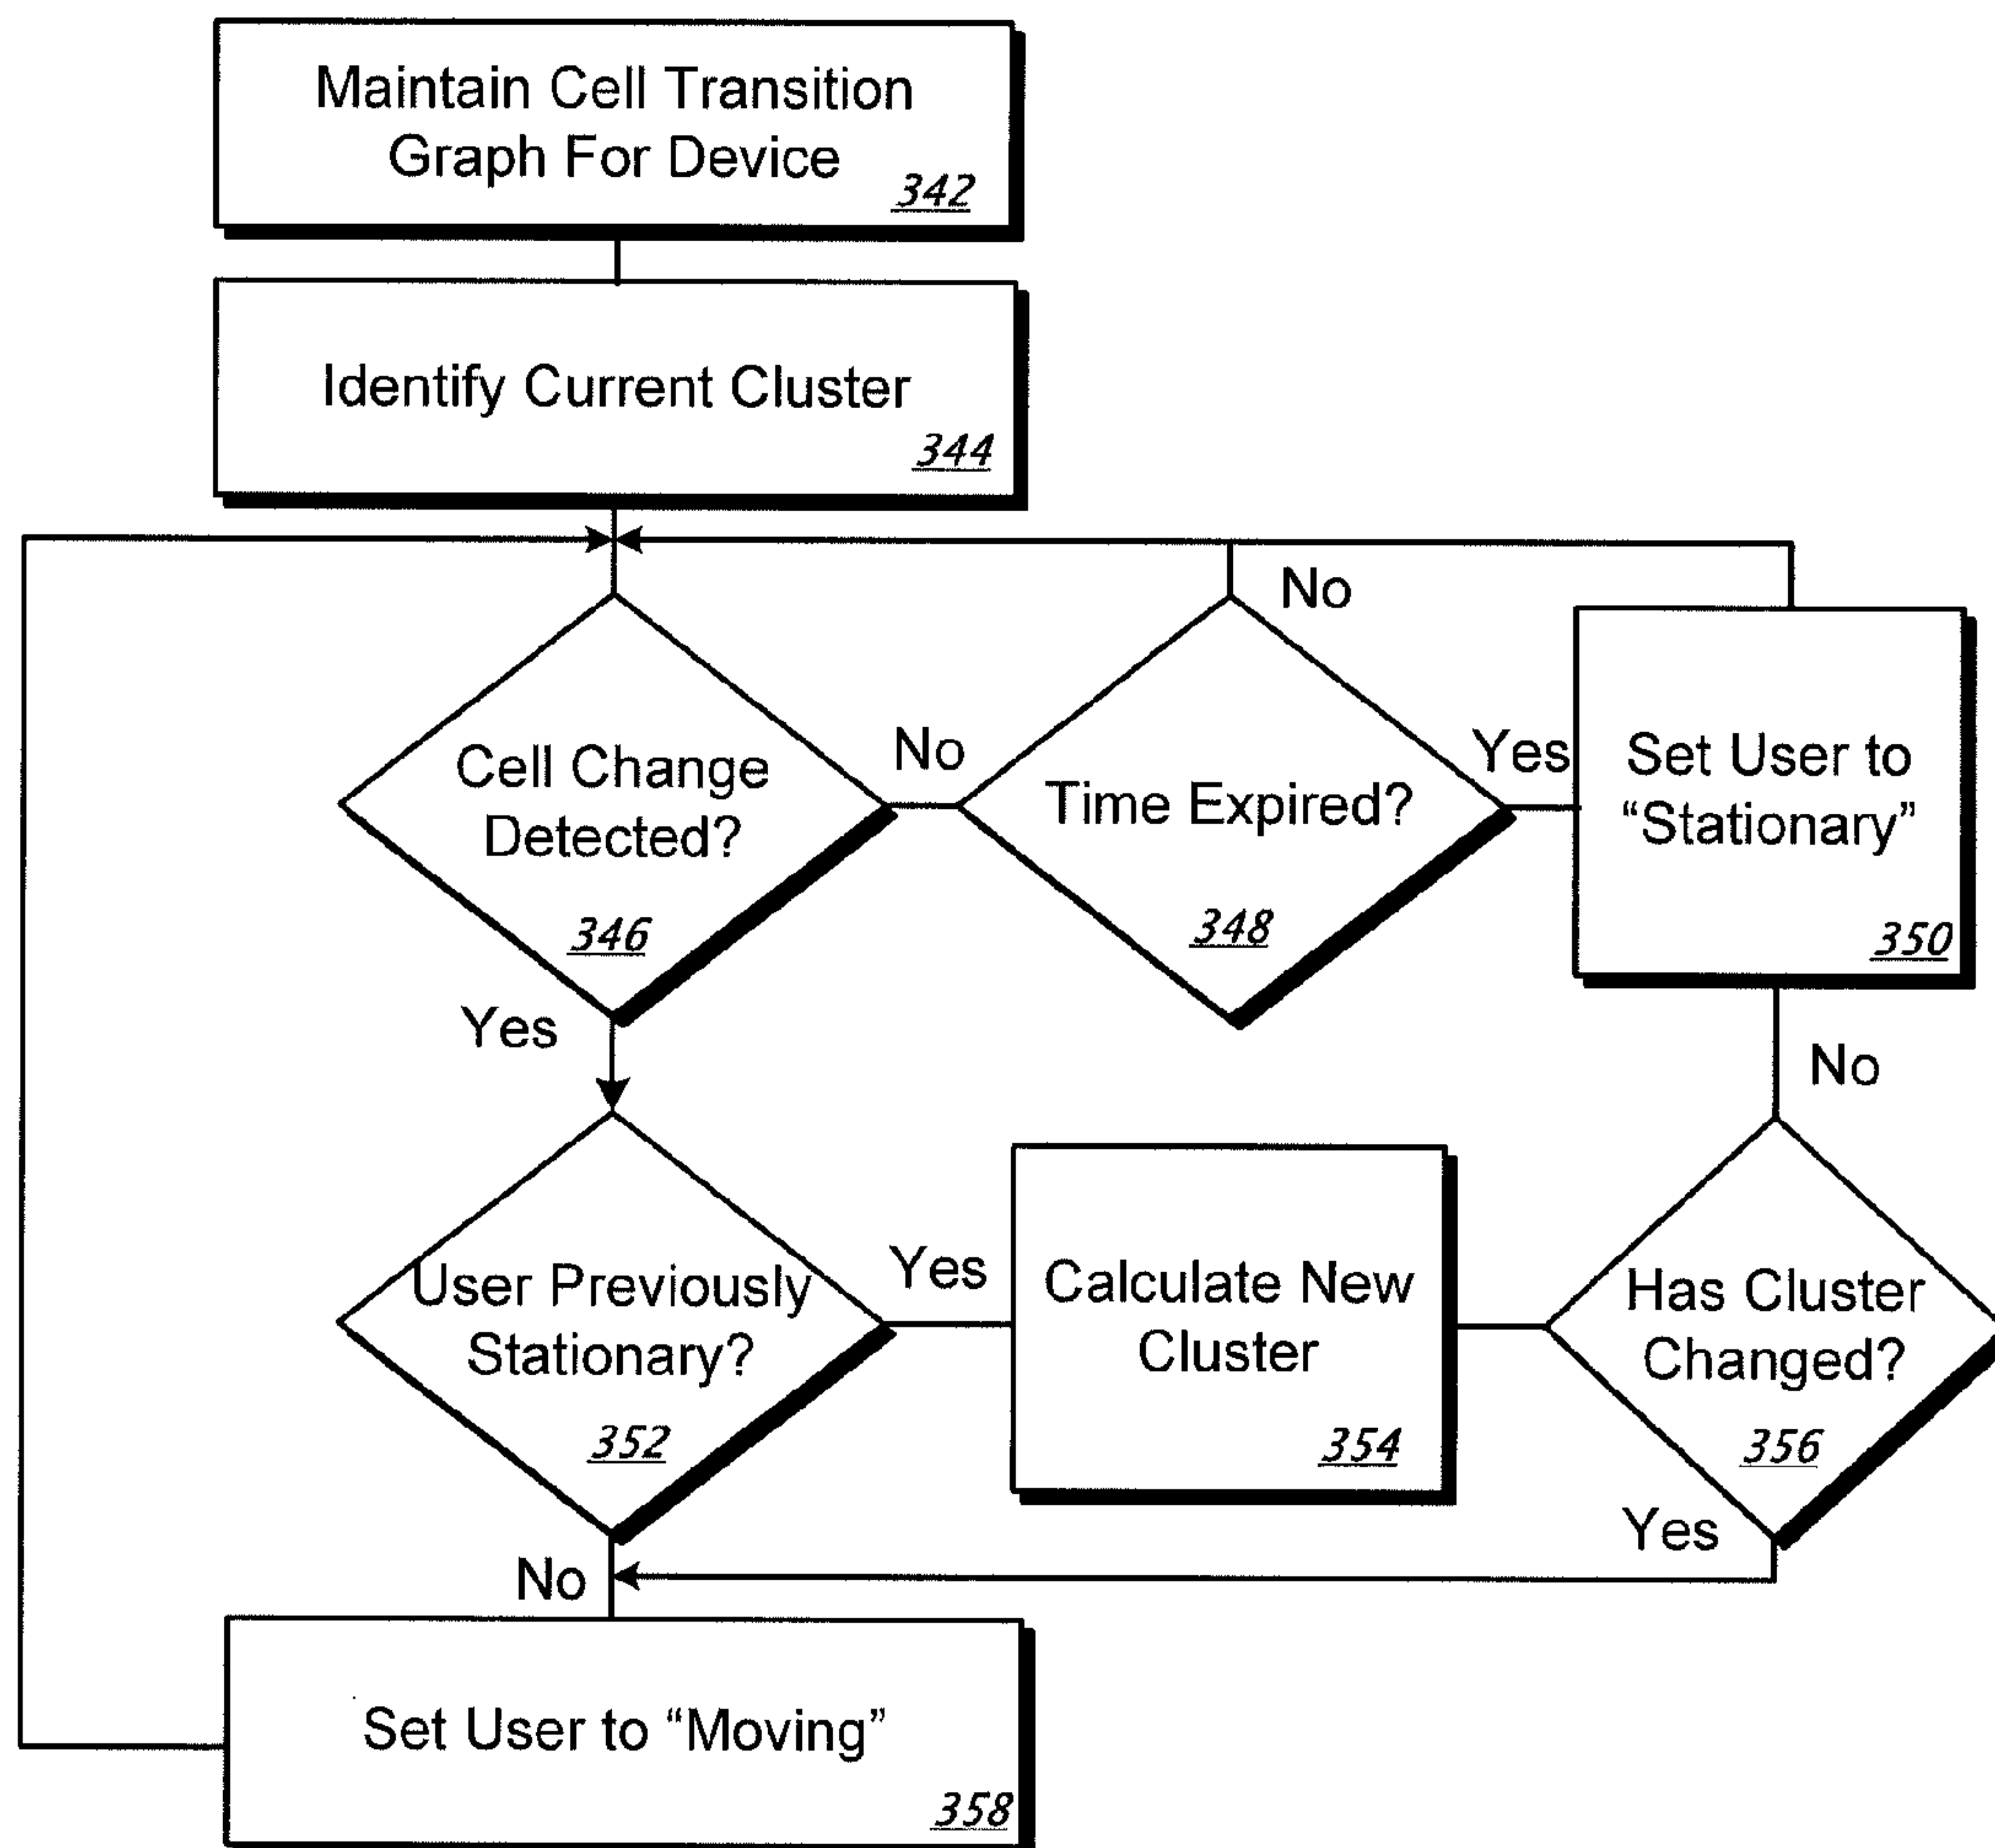 Maintain Cell Transition
Graph For Device
342
Identify Current Cluster
344
No
Cell Change
Detected?
346
No
Time Expired?
348
Yes
Set User to
“Stationary”
350
Yes
No
User Previously
Stationary?
352
Yes
Calculate New
Cluster
354
Has Cluster
Changed?
356
Yes
No
Set User to “Moving”
358